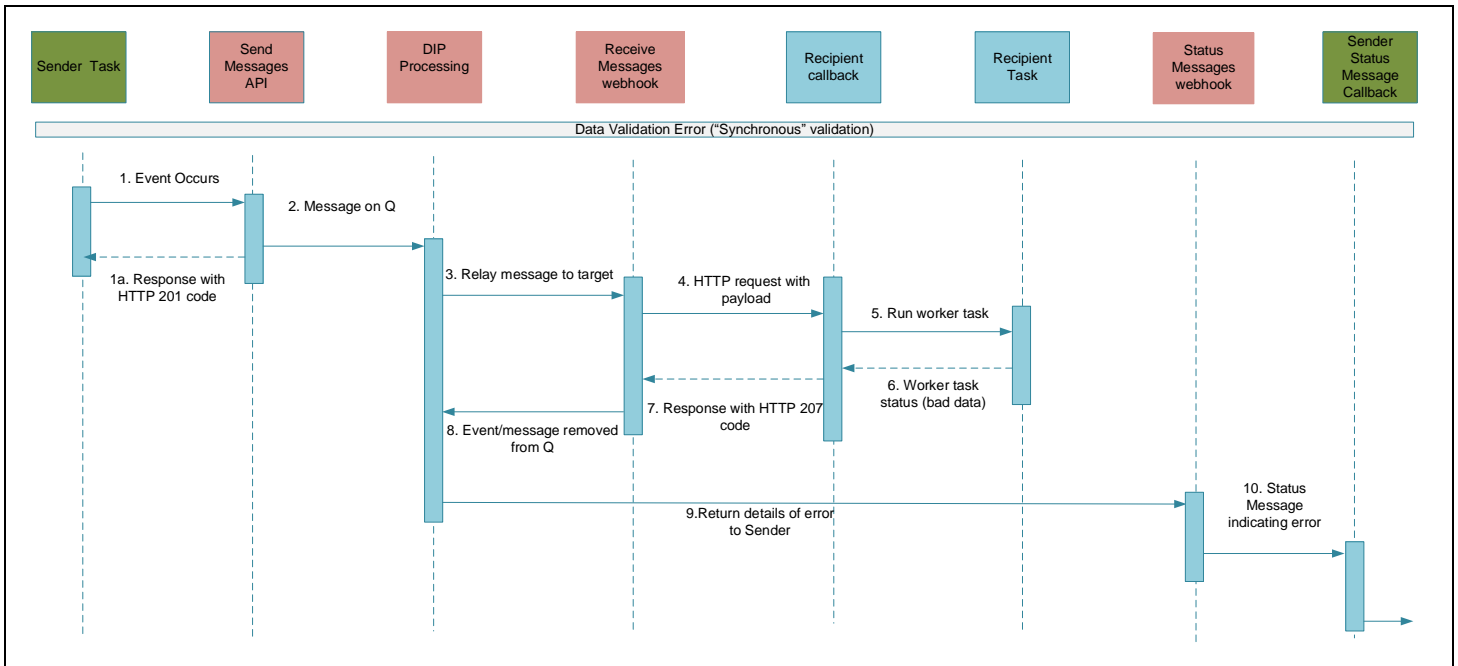 Sender Task
Send
Messages
API
DIP
Processing
Receive
Messages
webhook
Recipient
callback
Recipient
Task
Status
Messages
webhook
Sender
Status
Message
Callback
Data Validation Error (“Synchronous” validation)
1. Event Occurs
2. Message on Q
1a. Response with
HTTP 201 code
3. Relay message to target
4. HTTP request with
payload
5. Run worker task
6. Worker task
status (bad data)
7. Response with HTTP 207
code
8. Event/message removed
from Q
9.Return details of error
to Sender
10. Status
Message
indicating error